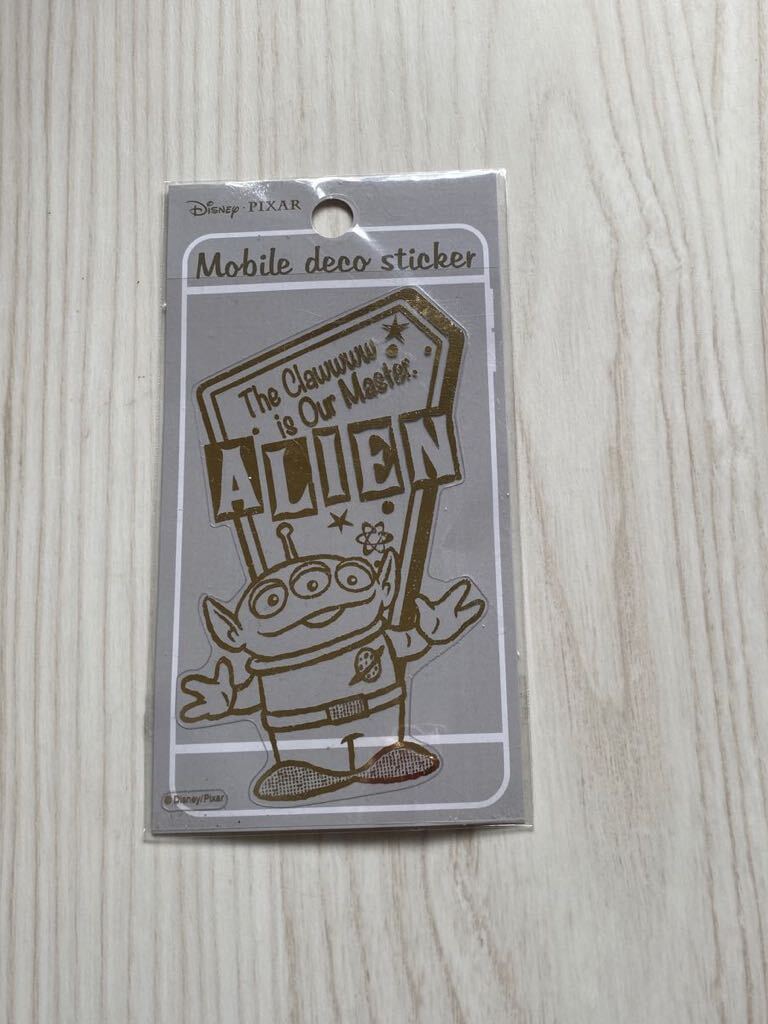 Disney·PIXAR
Mobile deco sticker
The Clawwww
is Our Master.
ALIEN
©Disney/Pixar